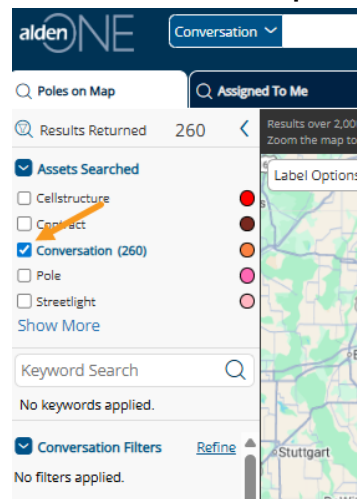 alden ONE
Conversation
Poles on Map
Assigned To Me
Results Returned 260
Results over 2,00
Zoom the map to
Assets Searched
Label Options
Cellstructure
Contract
Conversation (260)
Pole
Streetlight
Show More
Keyword Search
No keywords applied.
Conversation Filters Refine
Stuttgart
No filters applied.